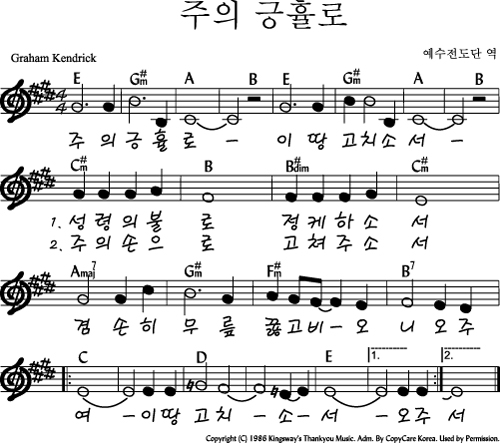 주의 긍휼로
Graham Kendrick
예수전도단 역
E G#m A B E G#m A B
4
4
주의긍휼로 - 이 땅 고치소서 -
C#m B B#dim C#m
1. 성령의불로 정케하소서
2. 주의손으로 고쳐주소서
Amaj7 G#m F#m B7
겸손히 무릎 꿇고비-오 니오주
C D E 1. 2.
여 - 이땅 고치 - 소 - 서 - 오주 서
Copyright (C) 1986 Kingsway's Thankyou Music. Adm. By CopyCare Korea. Used by Permission.